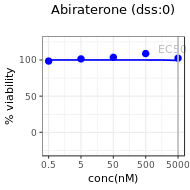 Abiraterone (dss:0)
EC50
100
50
0
% viability
0.5 5 50 500 5000
conc(nM)